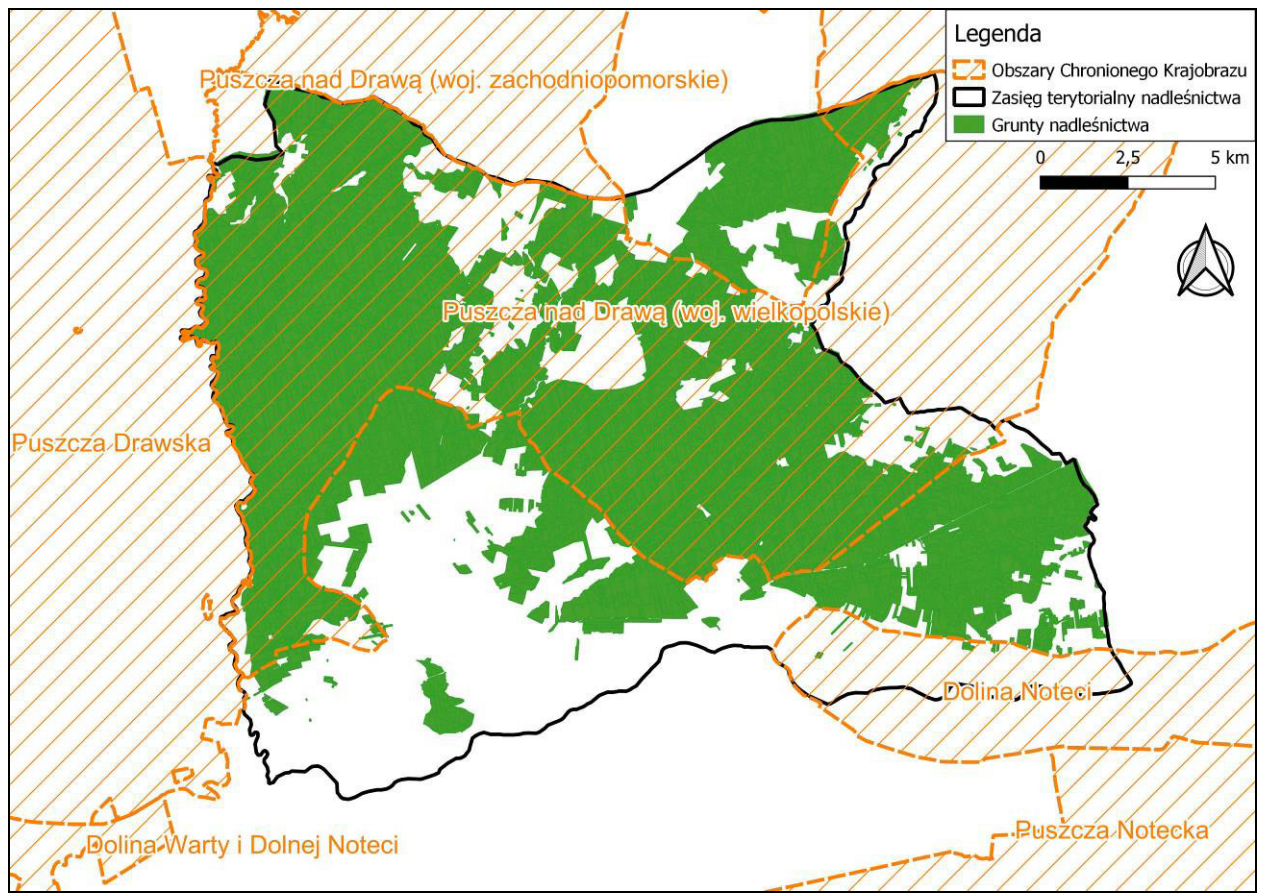 Legenda
Obszary Chronionego Krajobrazu
Zasięg terytorialny nadleśnictwa
Grunty nadleśnictwa
0 2,5 5 km
Puszcza nad Drawą (woj. zachodniopomorskie)
Puszcza nad Drawą (woj. wielkopolskie)
Puszcza Drawska
Dolina Noteci
Puszcza Notecka
Dolina Warty i Dolnej Noteci